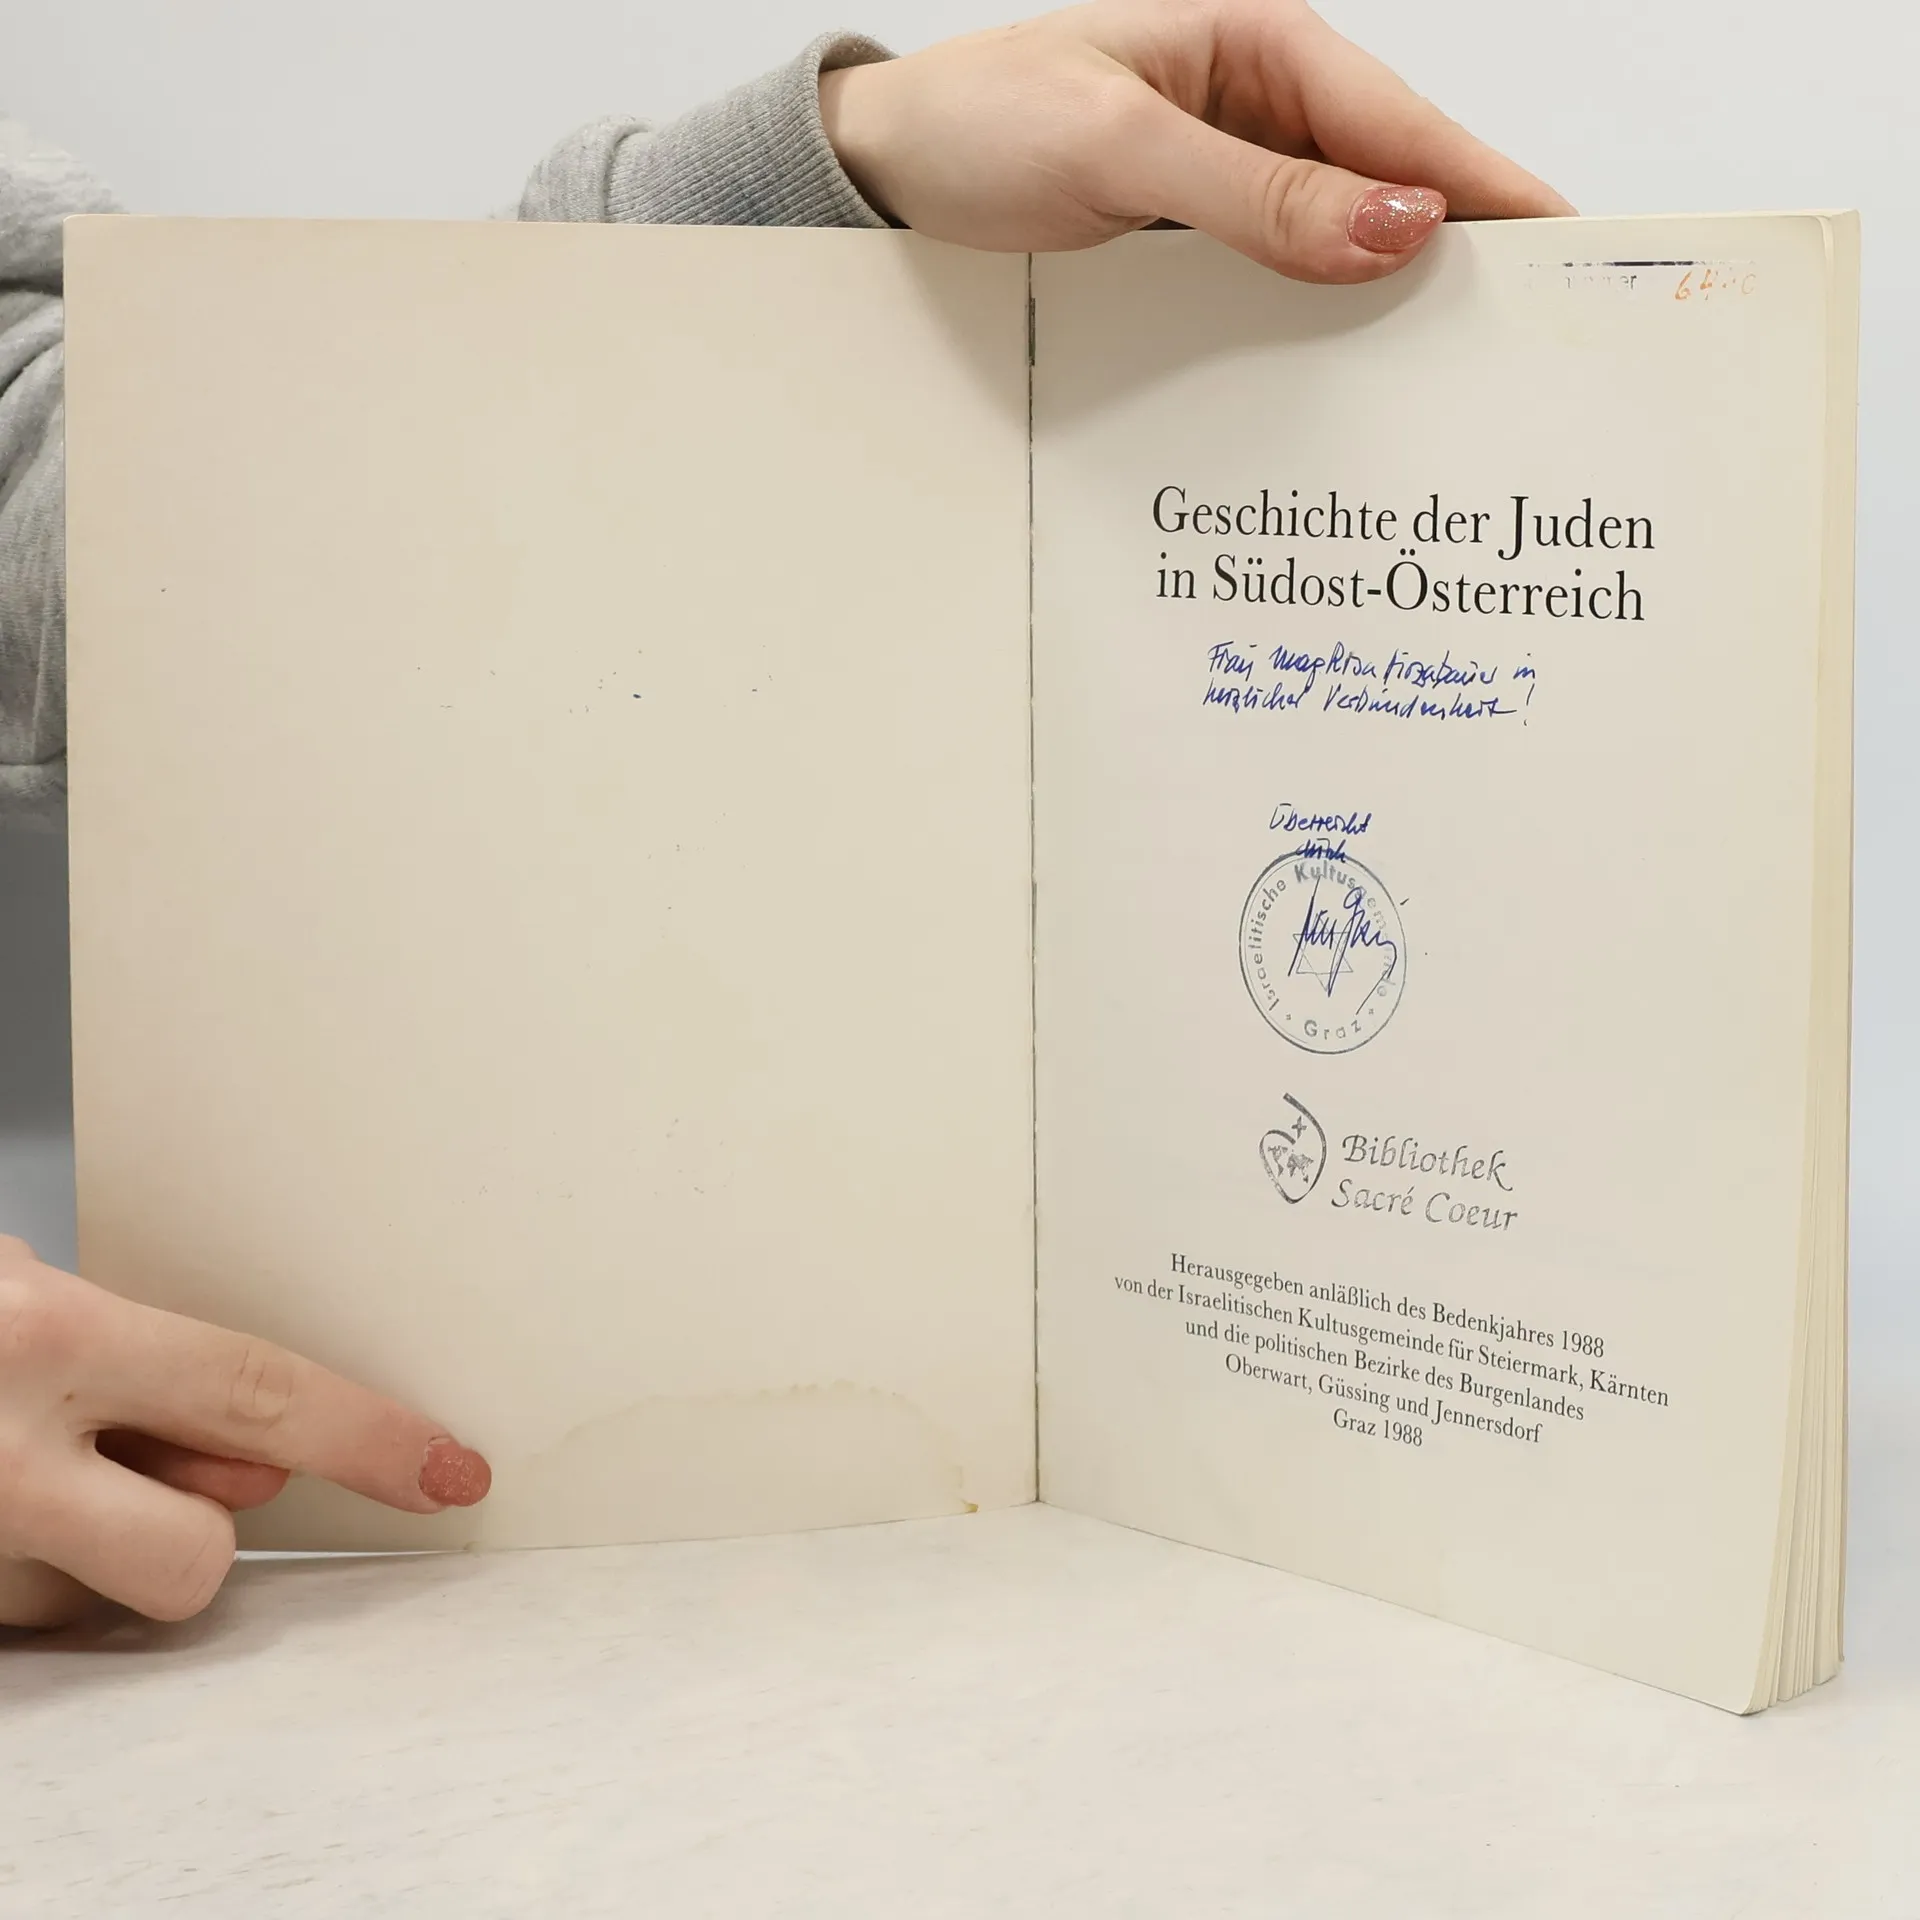 Geschichte der Juden
in Südost-Österreich
Frau Mag in
herzlicher Verbundenheit!
Überreicht
durch
Israelitische Kultusgemeinde
Graz
Bibliothek
Sacré Coeur
Herausgegeben anläßlich des Bedenkjahres 1988
von der Israelitischen Kultusgemeinde für Steiermark, Kärnten
und die politischen Bezirke des Burgenlandes
Oberwart, Güssing und Jennersdorf
Graz 1988